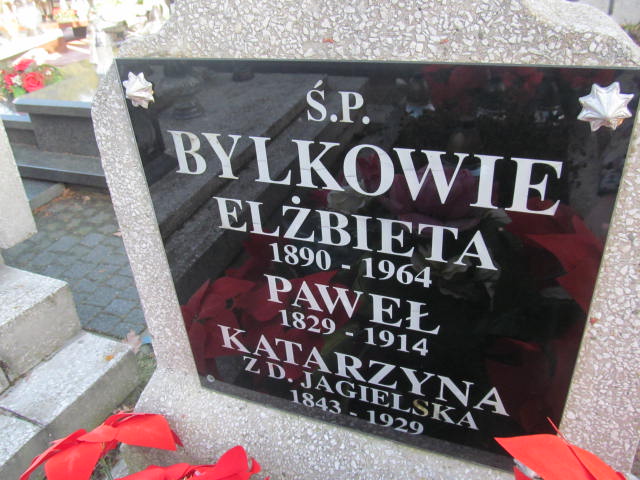 Ś.P.
BYLKOWIE
ELŻBIETA
1890 - 1964
PAWEŁ
1829 - 1914
KATARZYNA
Z D. JAGIELSKA
1843 - 1929